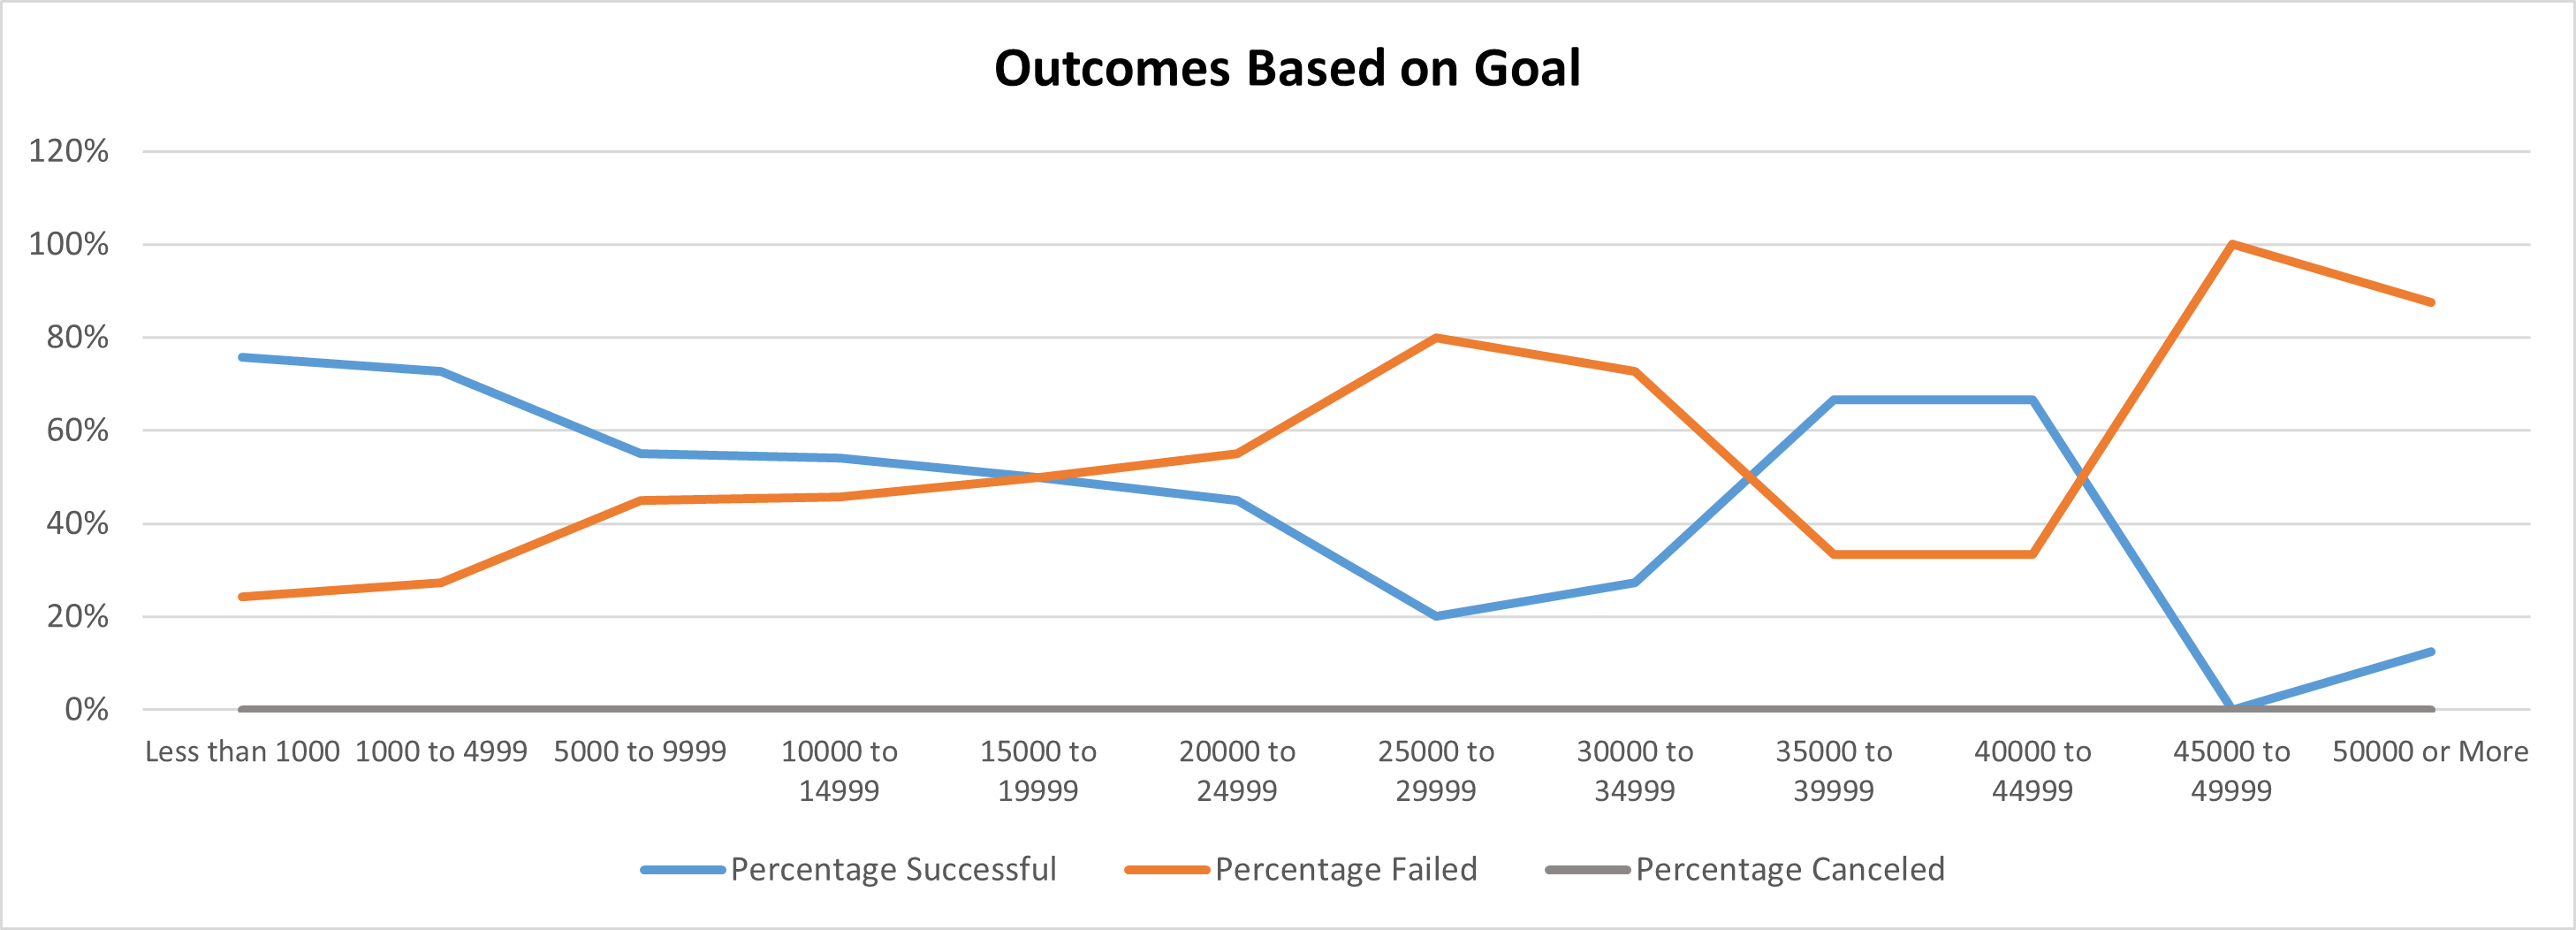 Outcomes Based on Goal
120%
100%
80%
60%
40%
20%
0%
Less than 1000
1000 to 4999
5000 to 9999
10000 to
14999
15000 to
19999
20000 to
24999
25000 to
29999
30000 to
34999
35000 to
39999
40000 to
44999
45000 to
49999
50000 or More
Percentage Successful
Percentage Failed
Percentage Canceled